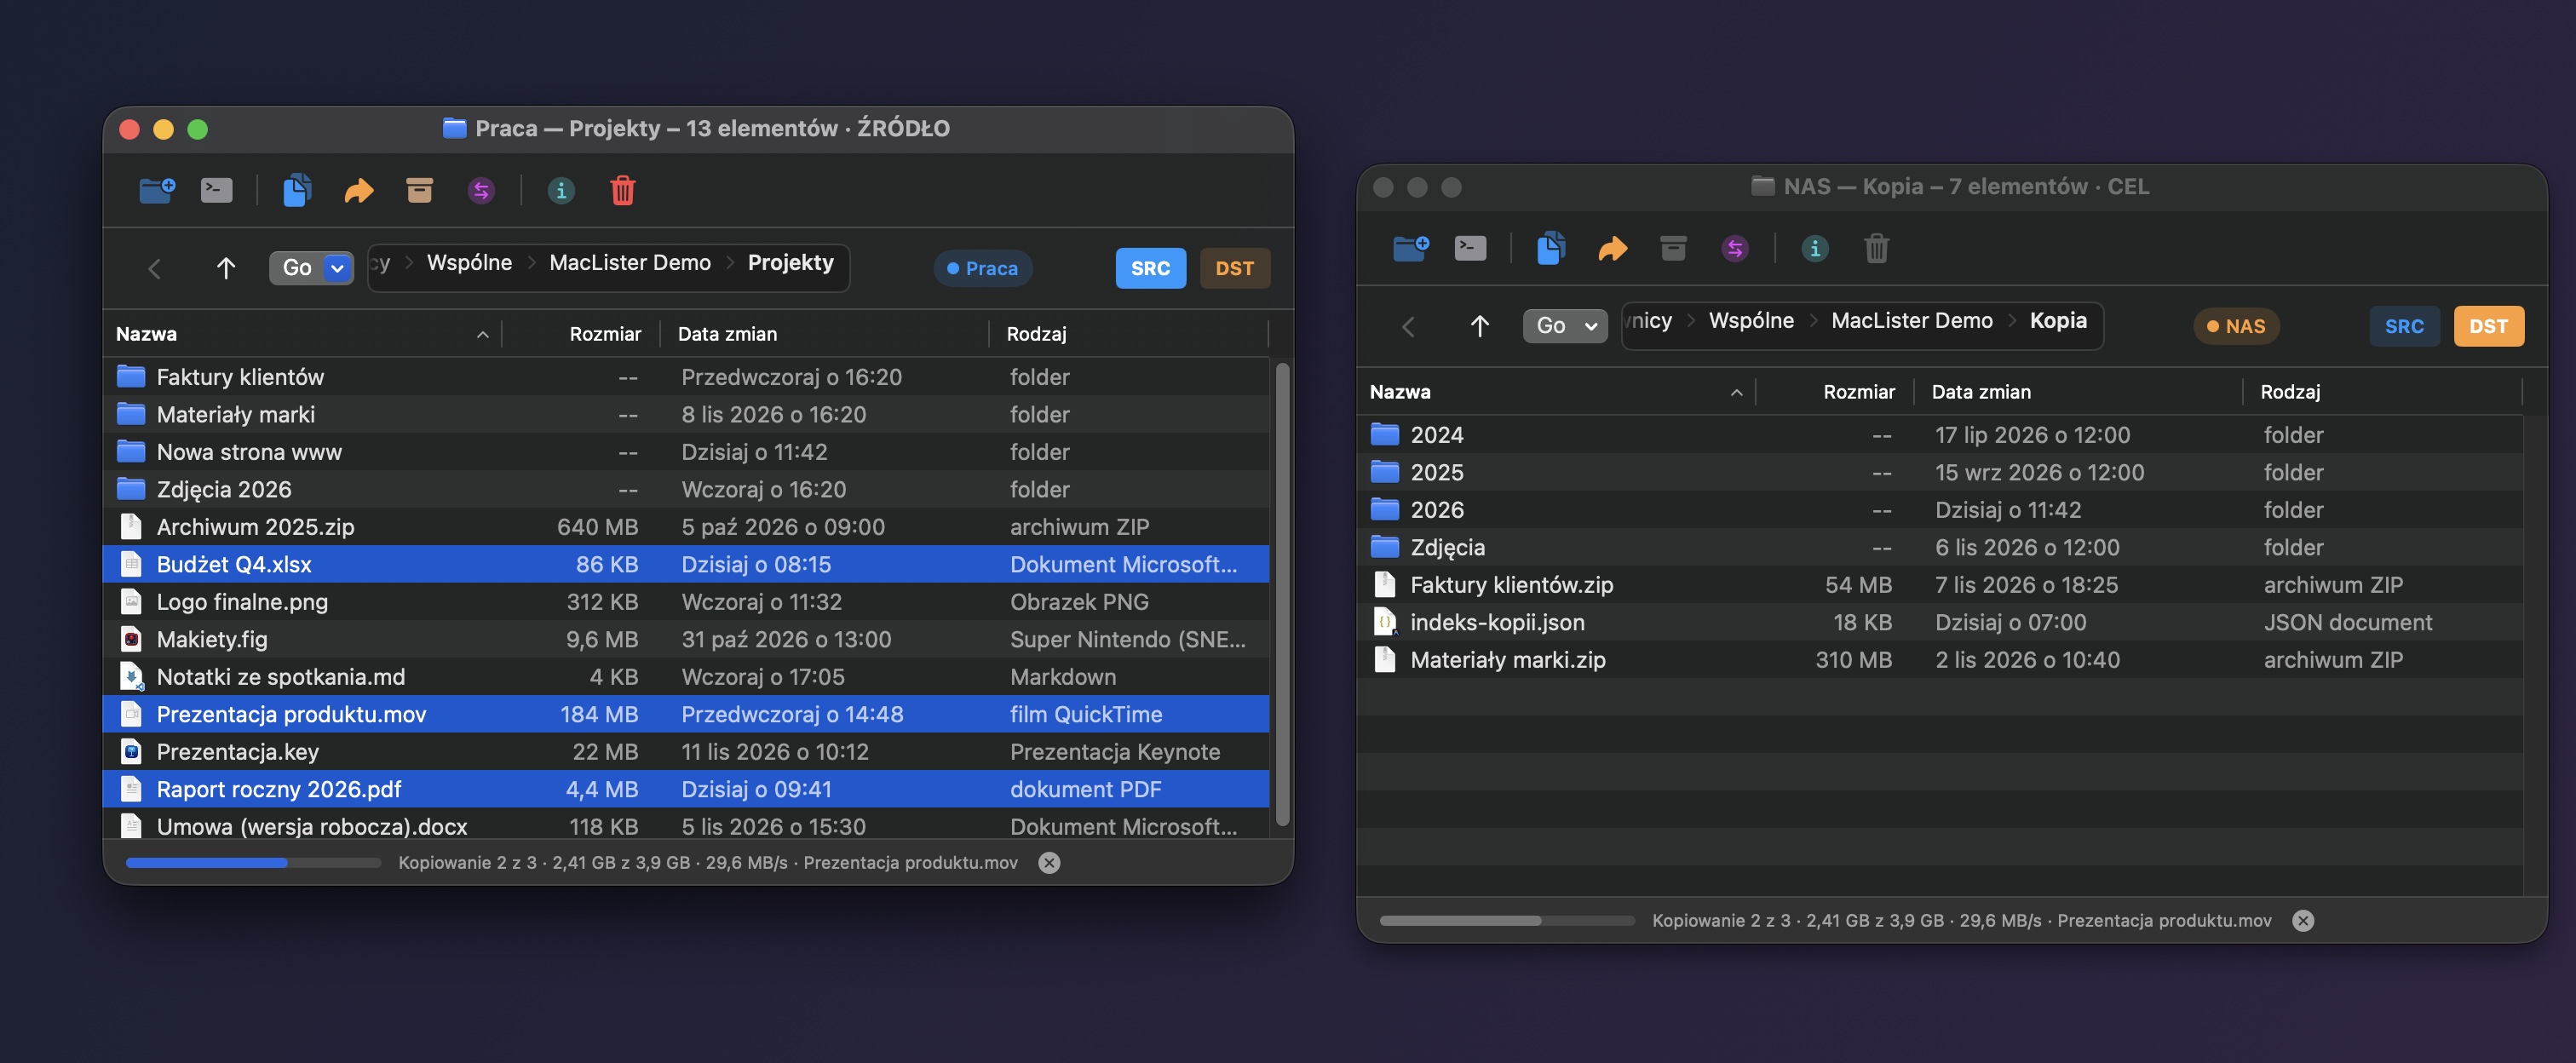 Praca — Projekty – 13 elementów · ŹRÓDŁO
Go
cy > Wspólne > MacLister Demo > Projekty
Praca
SRC
DST
Nazwa Rozmiar Data zmian Rodzaj
Faktury klientów -- Przedwczoraj o 16:20 folder
Materiały marki -- 8 lis 2026 o 16:20 folder
Nowa strona www -- Dzisiaj o 11:42 folder
Zdjęcia 2026 -- Wczoraj o 16:20 folder
Archiwum 2025.zip 640 MB 5 paź 2026 o 09:00 archiwum ZIP
Budżet Q4.xlsx 86 KB Dzisiaj o 08:15 Dokument Microsoft...
Logo finalne.png 312 KB Wczoraj o 11:32 Obrazek PNG
Makiety.fig 9,6 MB 31 paź 2026 o 13:00 Super Nintendo (SNE...
Notatki ze spotkania.md 4 KB Wczoraj o 17:05 Markdown
Prezentacja produktu.mov 184 MB Przedwczoraj o 14:48 film QuickTime
Prezentacja.key 22 MB 11 lis 2026 o 10:12 Prezentacja Keynote
Raport roczny 2026.pdf 4,4 MB Dzisiaj o 09:41 dokument PDF
Umowa (wersja robocza).docx 118 KB 5 lis 2026 o 15:30 Dokument Microsoft...
Kopiowanie 2 z 3 · 2,41 GB z 3,9 GB · 29,6 MB/s · Prezentacja produktu.mov
NAS — Kopia – 7 elementów · CEL
Go
wnicy > Wspólne > MacLister Demo > Kopia
NAS
SRC
DST
Nazwa Rozmiar Data zmian Rodzaj
2024 -- 17 lip 2026 o 12:00 folder
2025 -- 15 wrz 2026 o 12:00 folder
2026 -- Dzisiaj o 11:42 folder
Zdjęcia -- 6 lis 2026 o 12:00 folder
Faktury klientów.zip 54 MB 7 lis 2026 o 18:25 archiwum ZIP
indeks-kopii.json 18 KB Dzisiaj o 07:00 JSON document
Materiały marki.zip 310 MB 2 lis 2026 o 10:40 archiwum ZIP
Kopiowanie 2 z 3 · 2,41 GB z 3,9 GB · 29,6 MB/s · Prezentacja produktu.mov